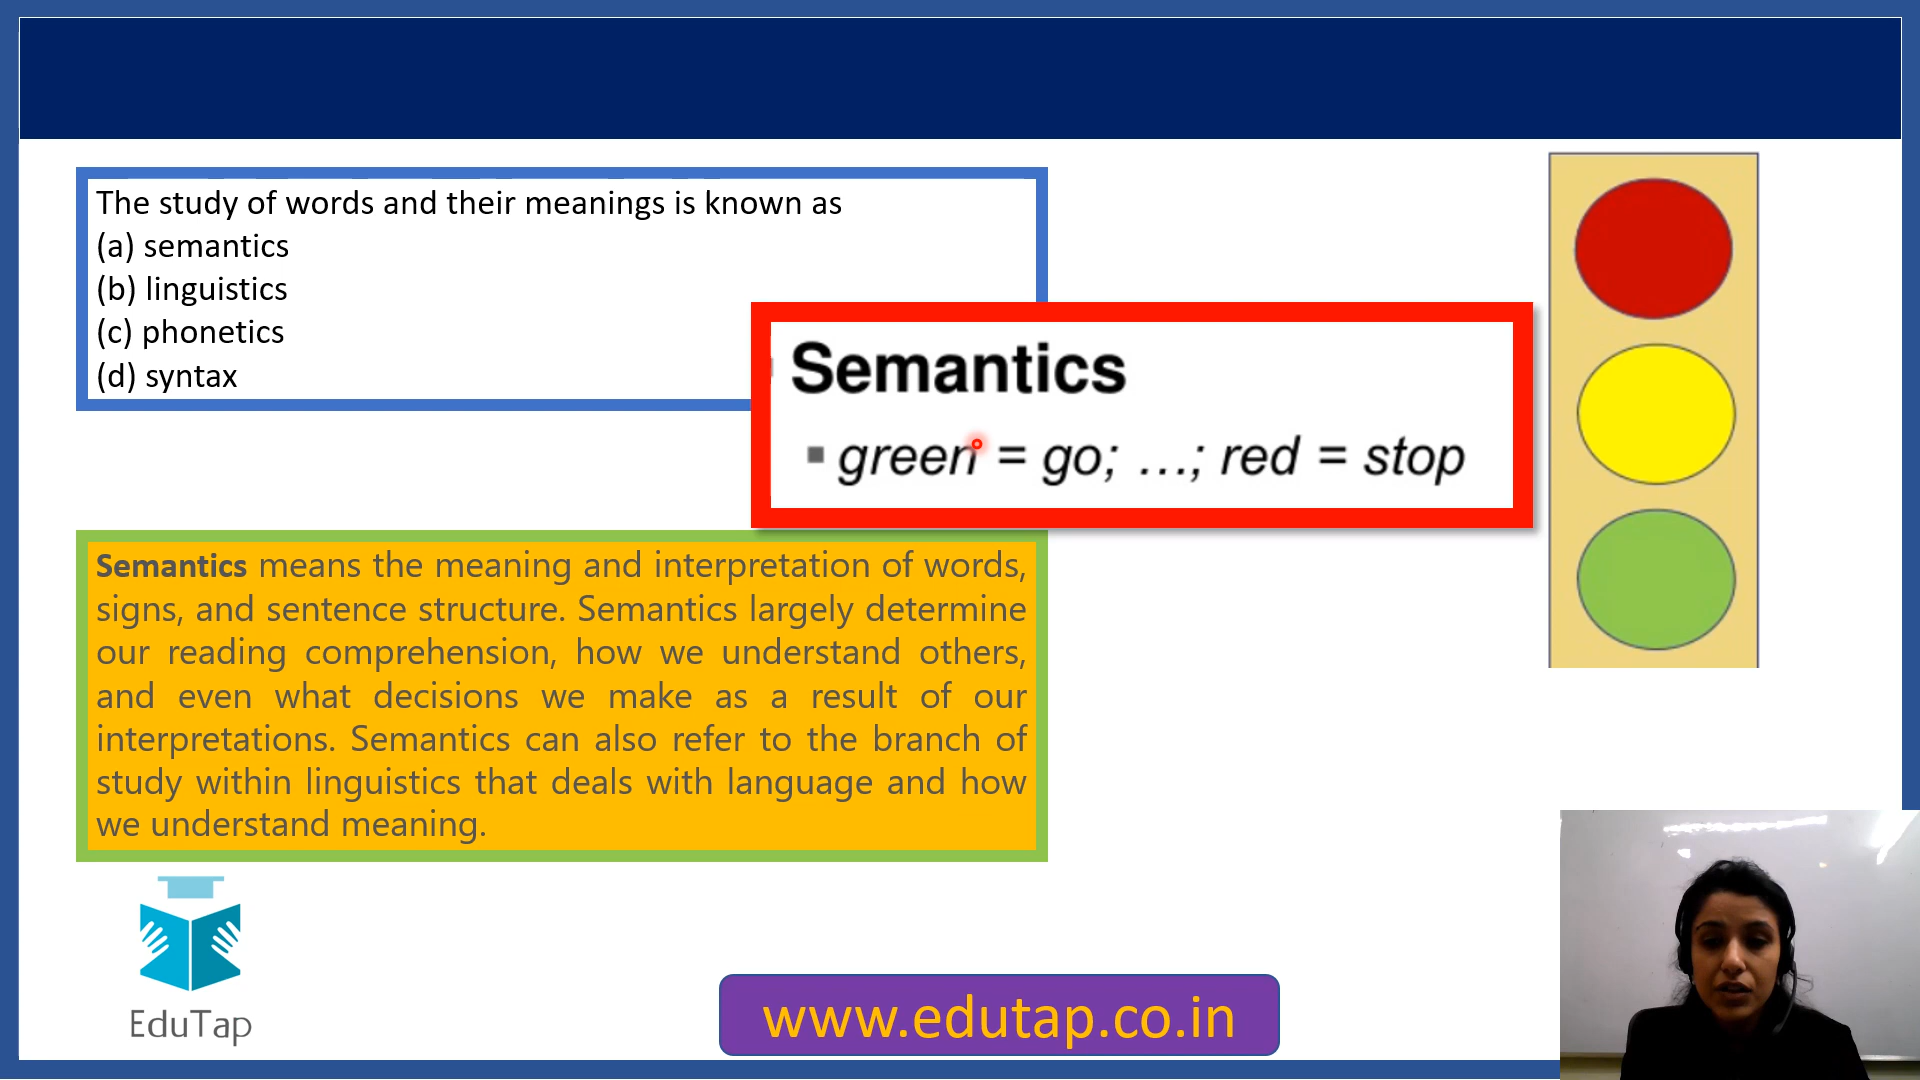 The study of words and their meanings is known as
(a) semantics
(b) linguistics
(c) phonetics
(d) syntax
Semantics
green = go; ...; red = stop
Semantics means the meaning and interpretation of words,
signs, and sentence structure. Semantics largely determine
our reading comprehension, how we understand others,
and even what decisions we make as a result of our
interpretations. Semantics can also refer to the branch of
study within linguistics that deals with language and how
we understand meaning.
EduTap
www.edutap.co.in